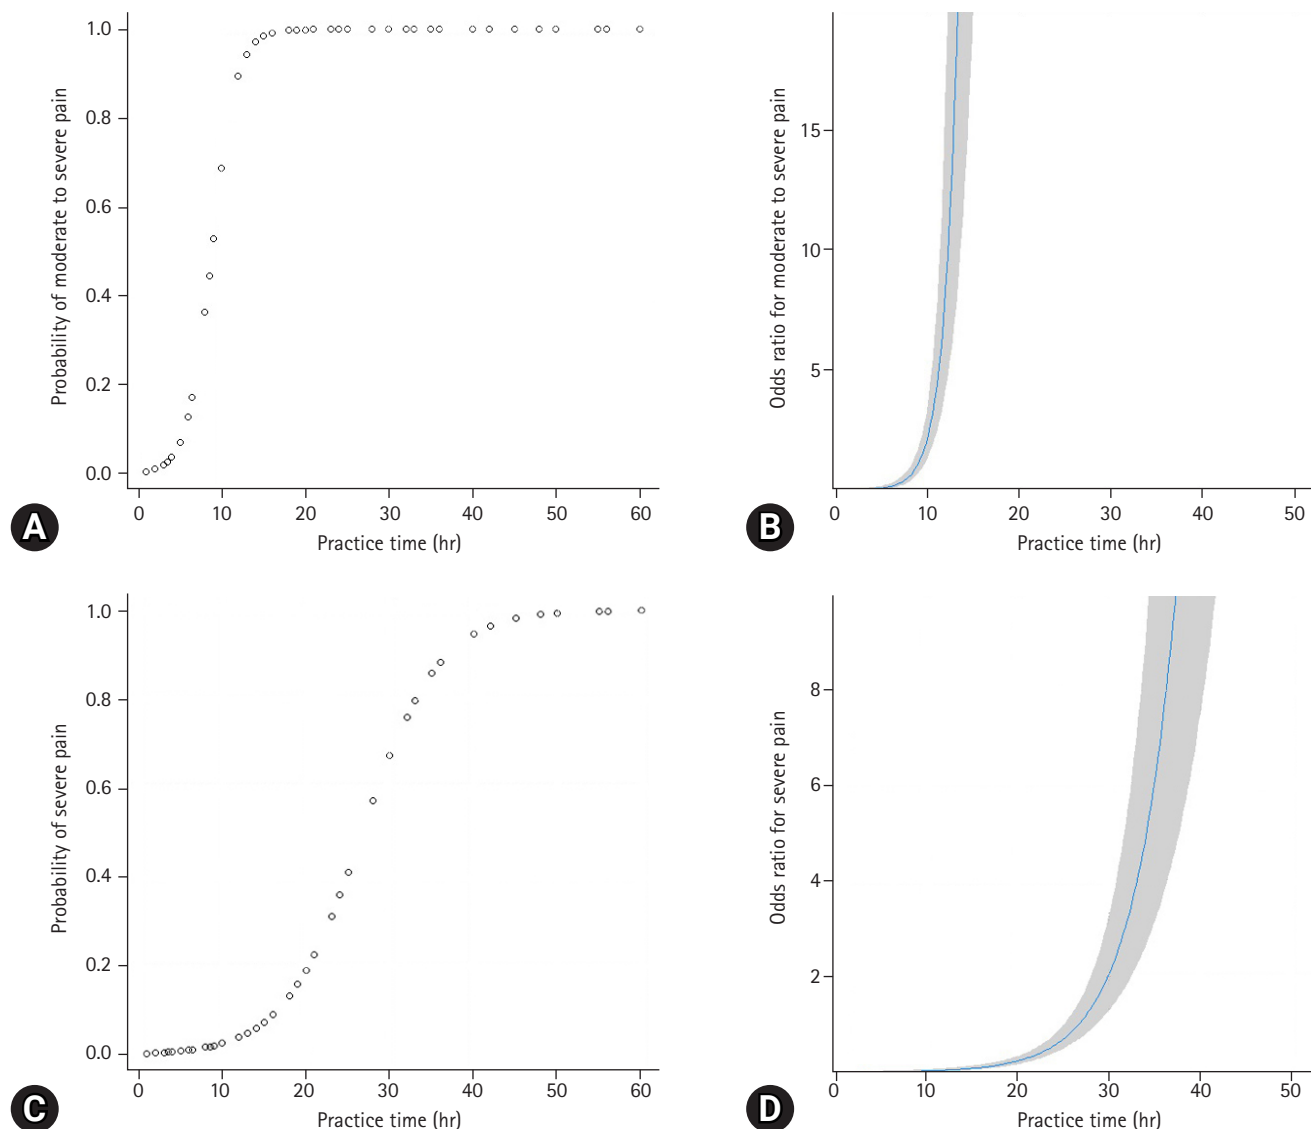 Probability of moderate to severe pain
1.0
0.8
0.6
0.4
0.2
0.0
0 10 20 30 40 50 60
Practice time (hr)
A
Odds ratio for moderate to severe pain
15
10
5
0 10 20 30 40 50
Practice time (hr)
B
Probability of severe pain
1.0
0.8
0.6
0.4
0.2
0.0
0 10 20 30 40 50 60
Practice time (hr)
C
Odds ratio for severe pain
8
6
4
2
0 10 20 30 40 50
Practice time (hr)
D